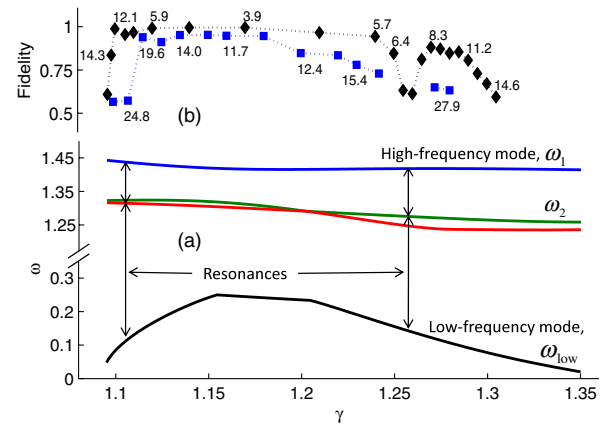 12.1 5.9 3.9 5.7
1 14.3 6.4 8.3 11.2
Fidelity 0.75 19.6 14.0 11.7 12.4 15.4 14.6
0.5 24.8 (b) 27.9
1.45 High-frequency mode, ω1
1.35 ω2
1.25 (a)
ω Resonances
0.3
0.2 Low-frequency mode,
0.1 ωlow
0
1.1 1.15 1.2 1.25 1.3 1.35
γ